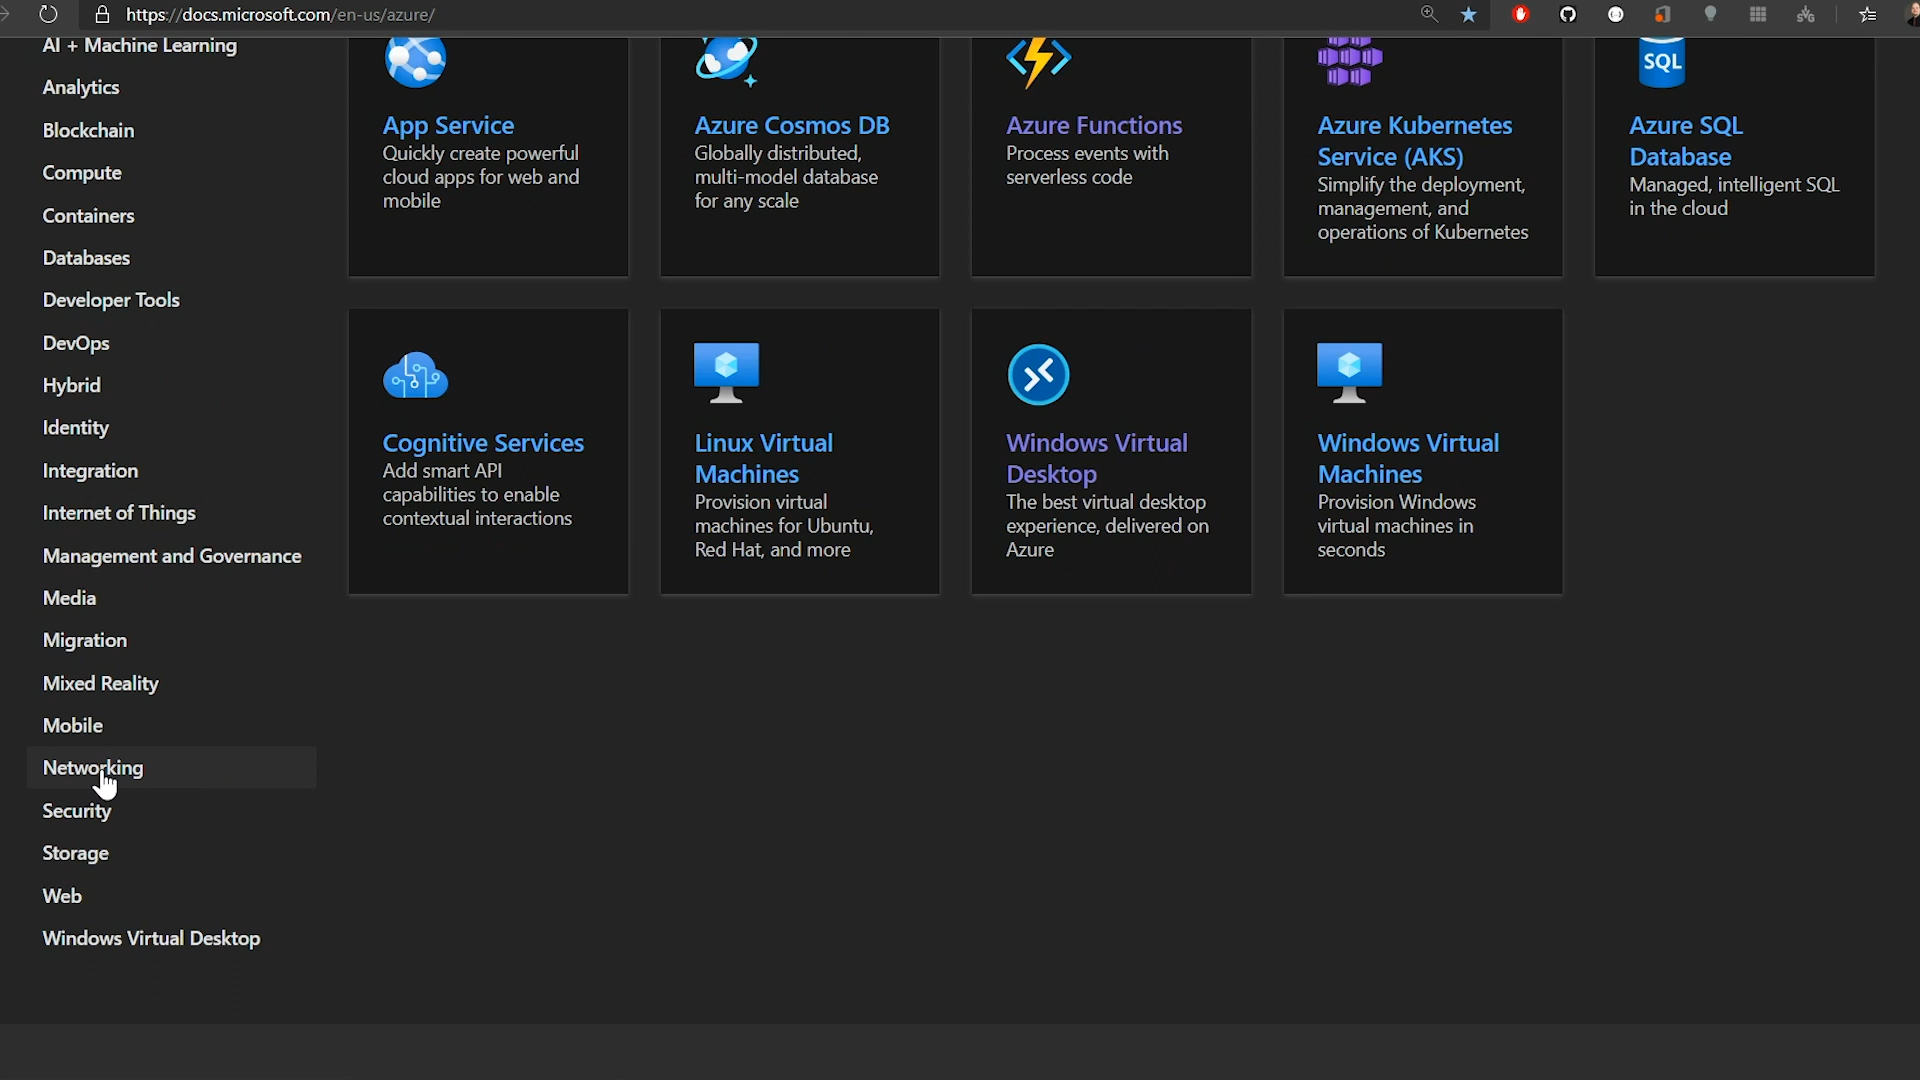 https://docs.microsoft.com/en-us/azure/
AI + Machine Learning
Analytics
Blockchain
Compute
Containers
Databases
Developer Tools
DevOps
Hybrid
Identity
Integration
Internet of Things
Management and Governance
Media
Migration
Mixed Reality
Mobile
Networking
Security
Storage
Web
Windows Virtual Desktop
App Service
Quickly create powerful
cloud apps for web and
mobile
Azure Cosmos DB
Globally distributed,
multi-model database
for any scale
Azure Functions
Process events with
serverless code
Azure Kubernetes
Service (AKS)
Simplify the deployment,
management, and
operations of Kubernetes
SQL
Azure SQL
Database
Managed, intelligent SQL
in the cloud
Cognitive Services
Add smart API
capabilities to enable
contextual interactions
Linux Virtual
Machines
Provision virtual
machines for Ubuntu,
Red Hat, and more
Windows Virtual
Desktop
The best virtual desktop
experience, delivered on
Azure
Windows Virtual
Machines
Provision Windows
virtual machines in
seconds